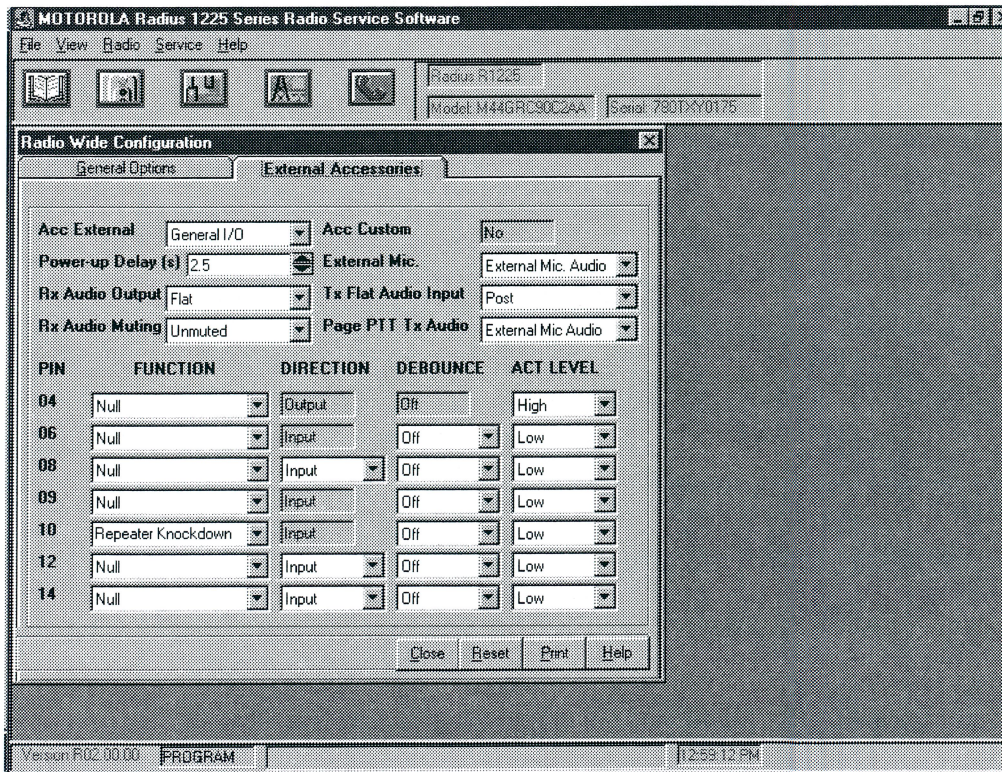 MOTOROLA Radius 1225 Series Radio Service Software
File View Radio Service Help
Radius R1225
Model: M44GRC90C2AA Serial: 790TXY0175
Radio Wide Configuration
General Options External Accessories
Acc External General I/O Acc Custom No
Power-up Delay (s) 2.5 External Mic. External Mic. Audio
Rx Audio Output Flat Tx Flat Audio Input Post
Rx Audio Muting Unmuted Page PTT Tx Audio External Mic Audio
PIN FUNCTION DIRECTION DEBOUNCE ACT LEVEL
04 Null Output Off High
06 Null Input Off Low
08 Null Input Off Low
09 Null Input Off Low
10 Repeater Knockdown Input Off Low
12 Null Input Off Low
14 Null Input Off Low
Close Reset Print Help
Version R02.00.00 PROGRAM 12:59:12 PM